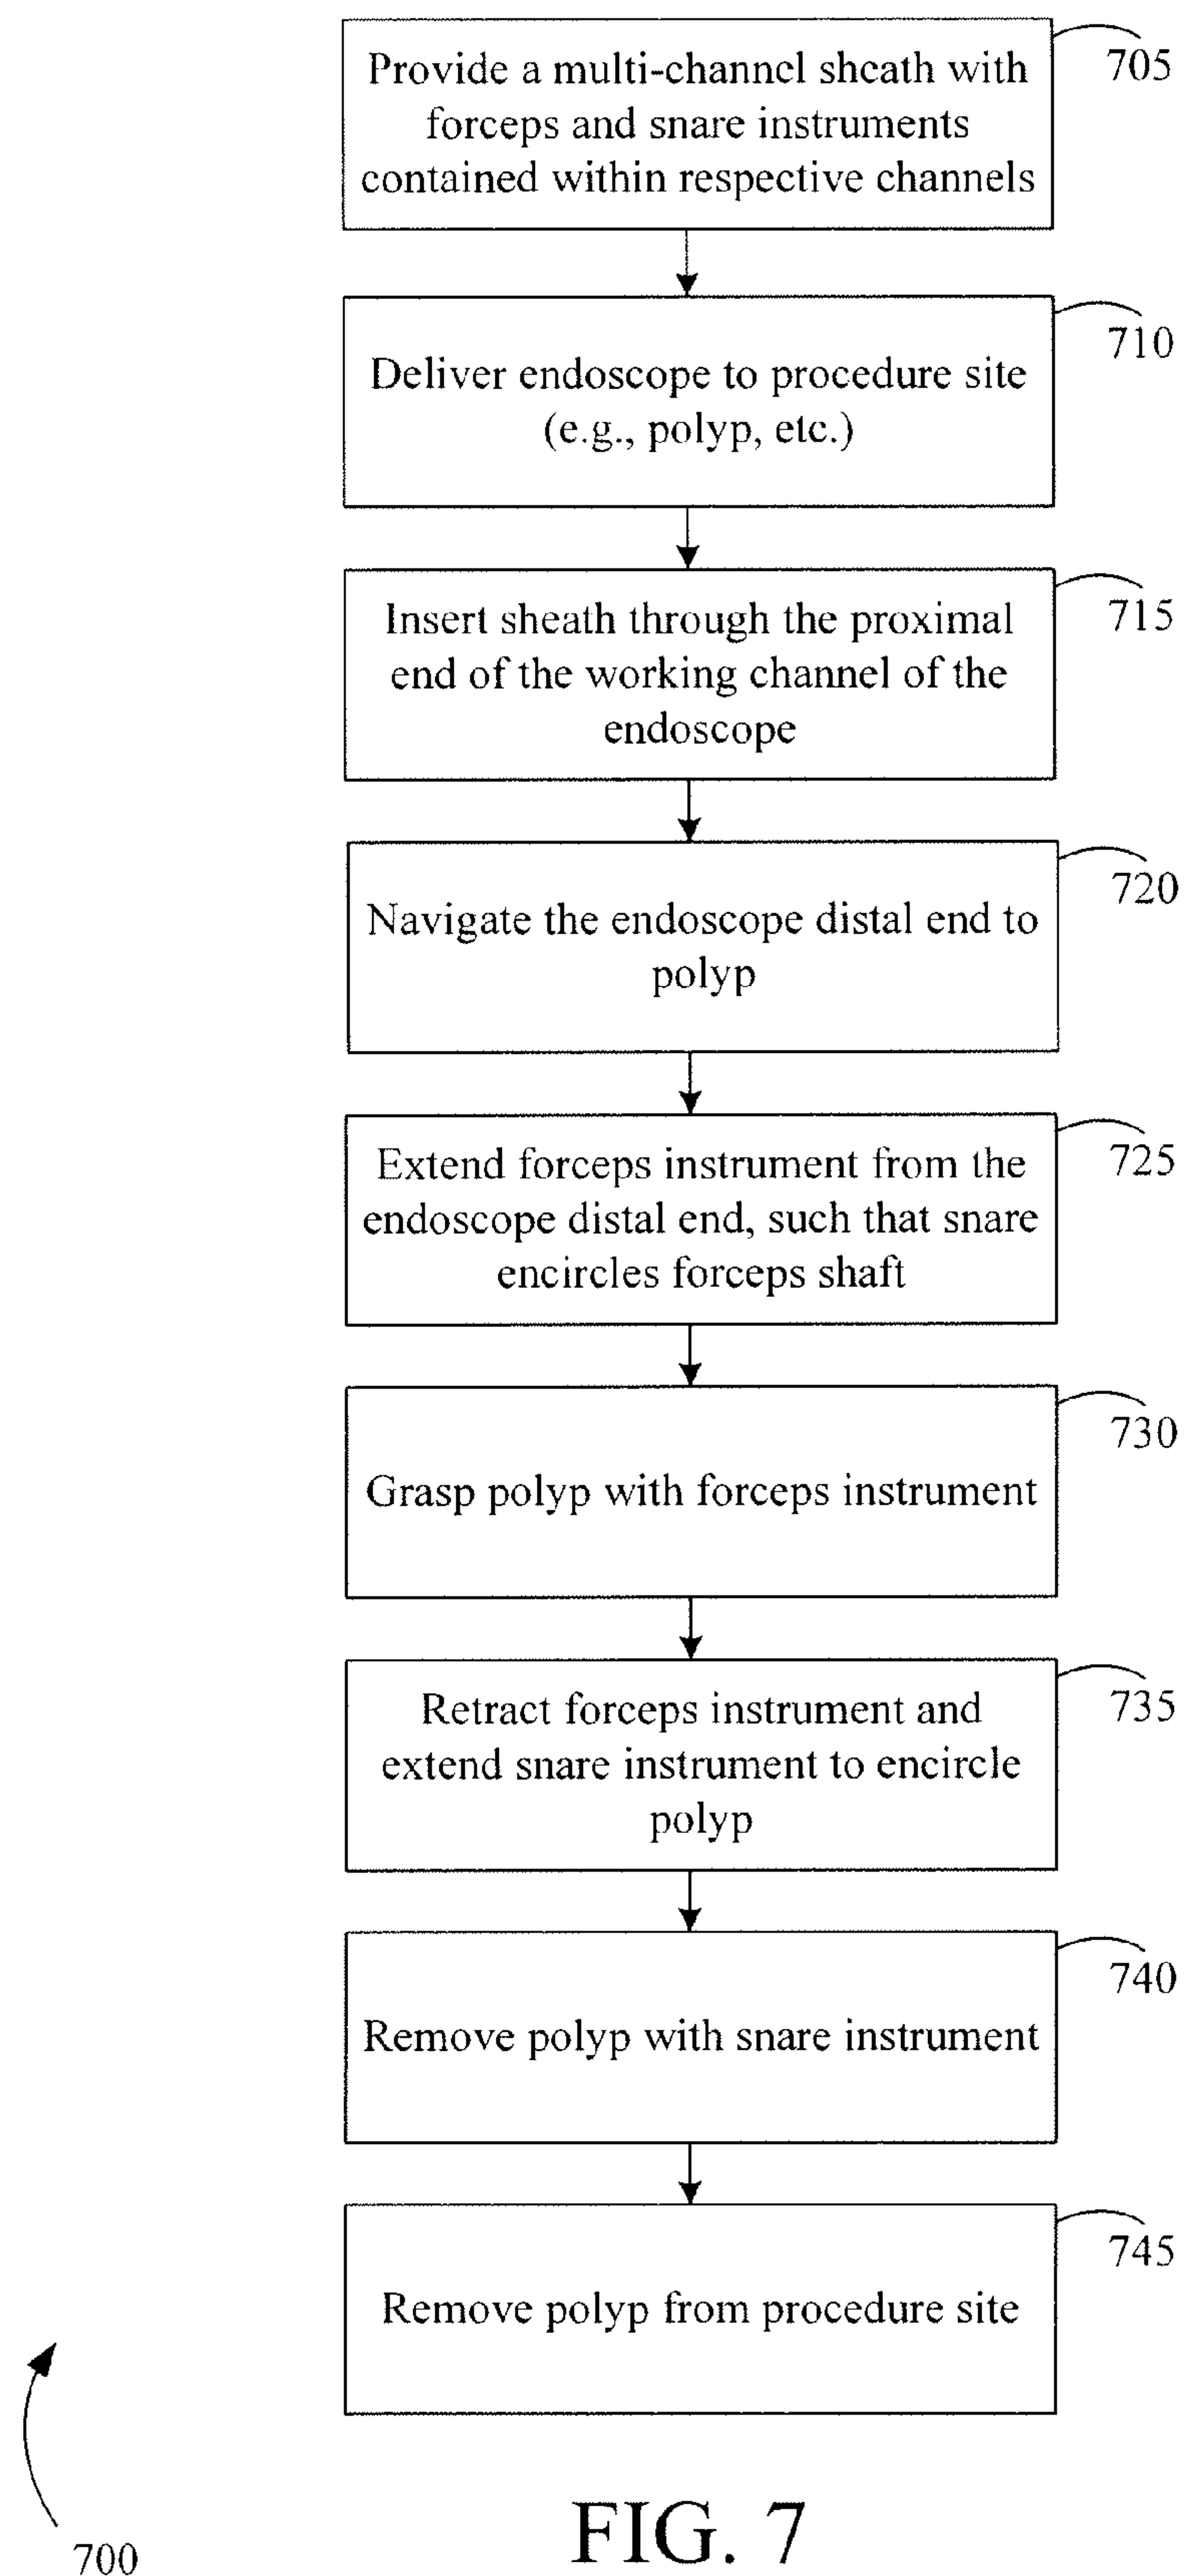 Provide a multi-channel sheath with
forceps and snare instruments
contained within respective channels
705
Deliver endoscope to procedure site
(e.g., polyp, etc.)
710
Insert sheath through the proximal
end of the working channel of the
endoscope
715
Navigate the endoscope distal end to
polyp
720
Extend forceps instrument from the
endoscope distal end, such that snare
encircles forceps shaft
725
Grasp polyp with forceps instrument
730
Retract forceps instrument and
extend snare instrument to encircle
polyp
735
Remove polyp with snare instrument
740
Remove polyp from procedure site
745
700
FIG. 7